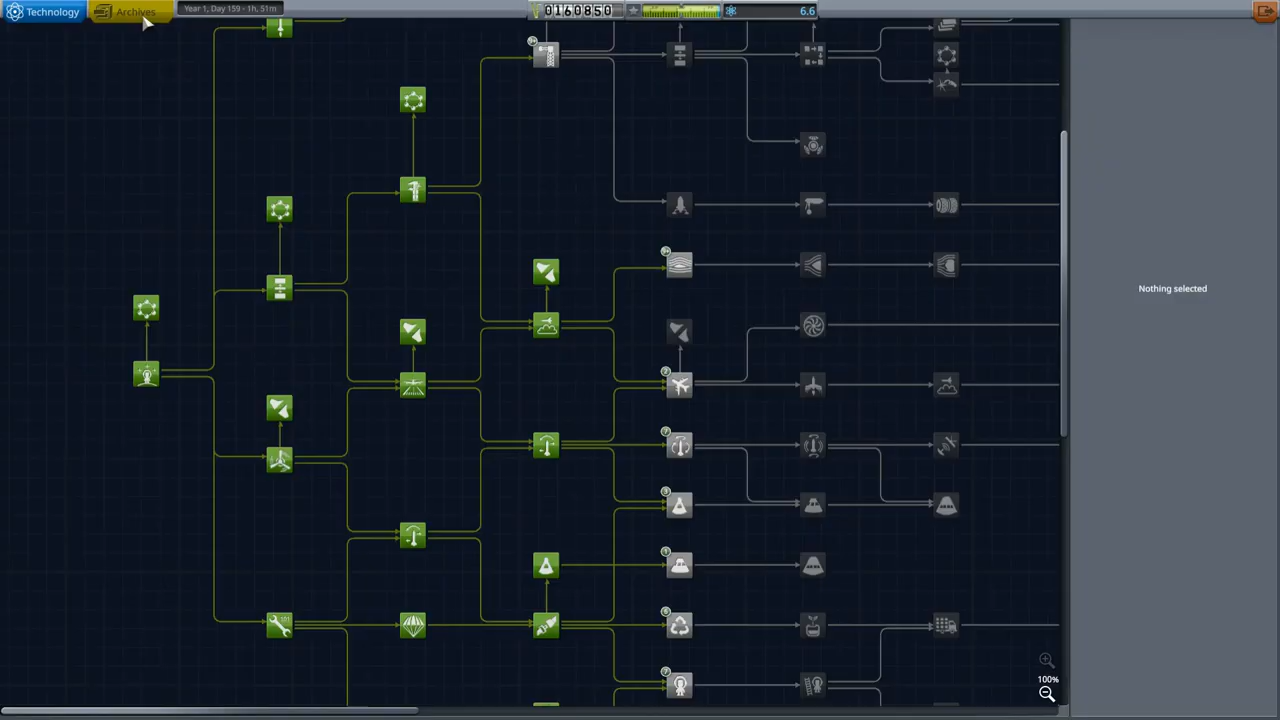 Technology
Archives
Year 1, Day 159 - 1h, 51m
0160850
6.6
Nothing selected
100%